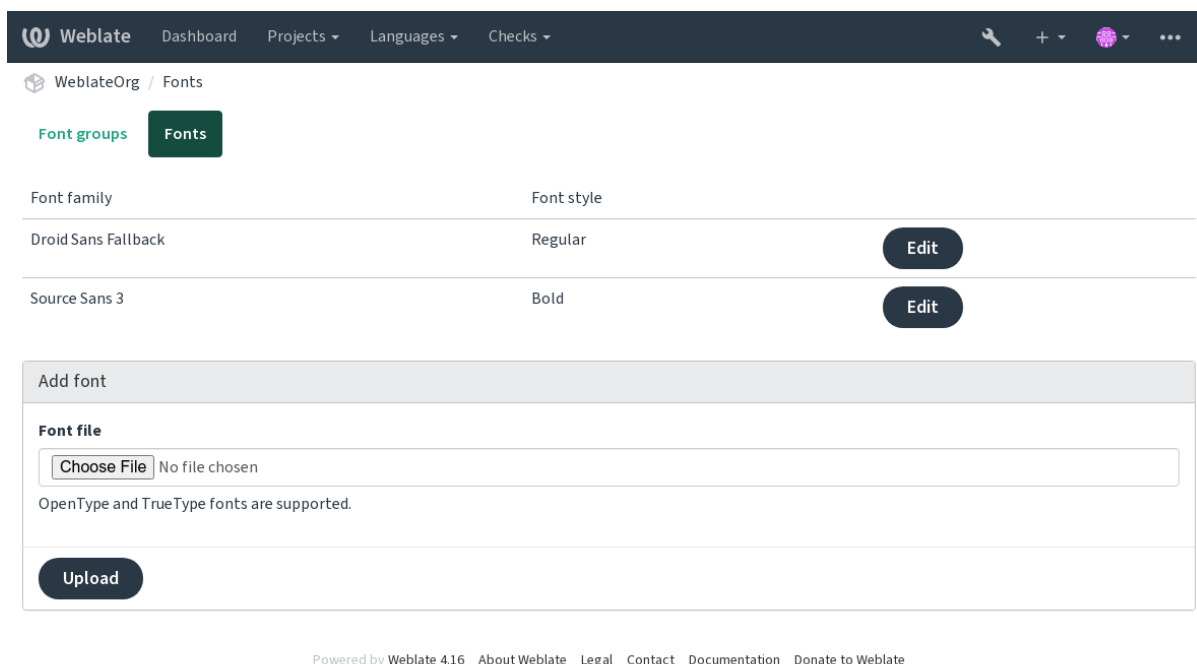 Weblate Dashboard Projects Languages Checks
WeblateOrg / Fonts
Font groups Fonts
Font family Font style
Droid Sans Fallback Regular Edit
Source Sans 3 Bold Edit
Add font
Font file
Choose File No file chosen
OpenType and TrueType fonts are supported.
Upload
Powered by Weblate 4.16 About Weblate Legal Contact Documentation Donate to Weblate